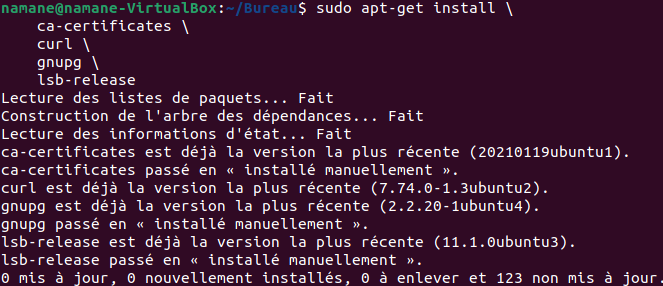 namane@namane-VirtualBox:~/Bureau$ sudo apt-get install \
    ca-certificates \
    curl \
    gnupg \
    lsb-release
Lecture des listes de paquets... Fait
Construction de l'arbre des dépendances... Fait
Lecture des informations d'état... Fait
ca-certificates est déjà la version la plus récente (20210119ubuntu1).
ca-certificates passé en « installé manuellement ».
curl est déjà la version la plus récente (7.74.0-1.3ubuntu2).
gnupg est déjà la version la plus récente (2.2.20-1ubuntu4).
gnupg passé en « installé manuellement ».
lsb-release est déjà la version la plus récente (11.1.0ubuntu3).
lsb-release passé en « installé manuellement ».
0 mis à jour, 0 nouvellement installés, 0 à enlever et 123 non mis à jour.